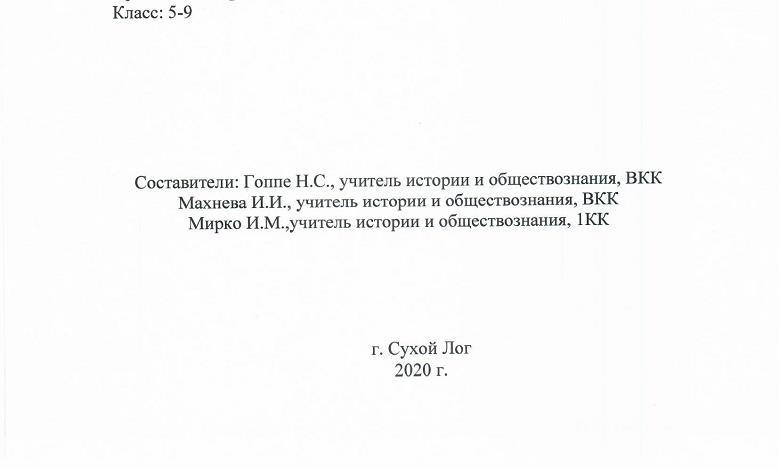 Класс: 5-9
Составители: Гоппе Н.С., учитель истории и обществознания, ВКК
Махнева И.И., учитель истории и обществознания, ВКК
Мирко И.М.,учитель истории и обществознания, 1КК
г. Сухой Лог
2020 г.